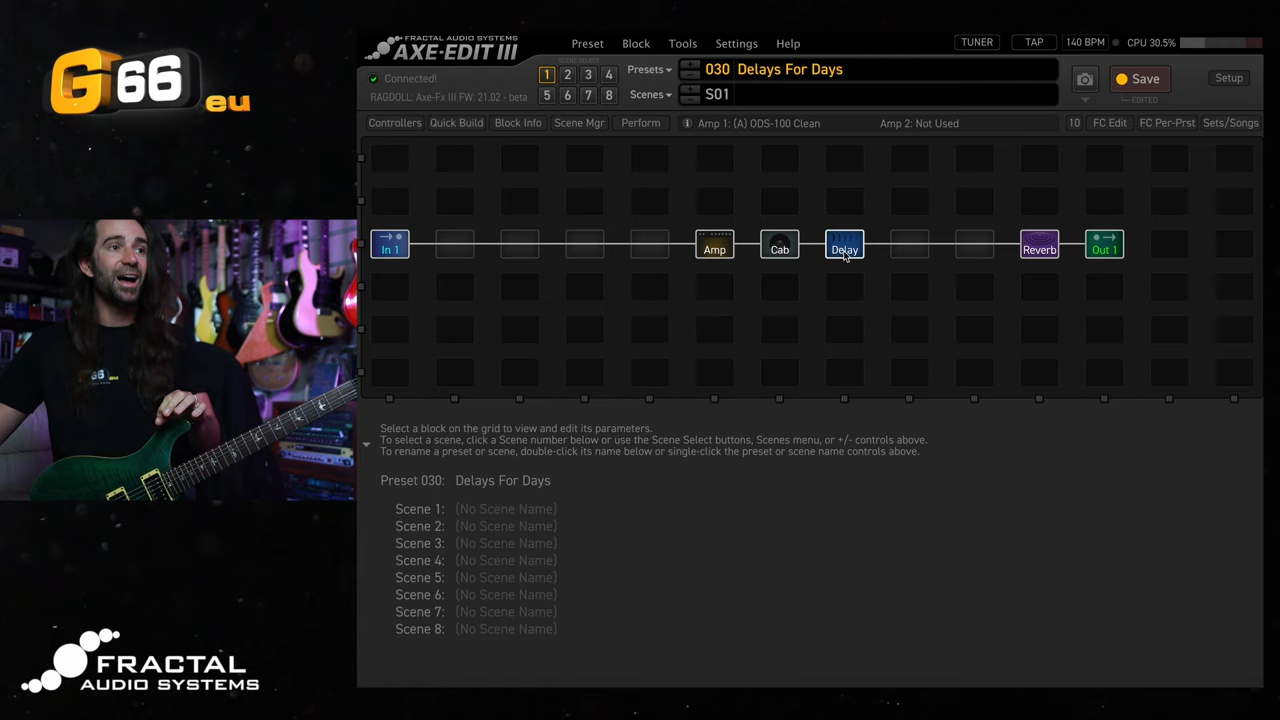 G66
.eu
FRACTAL AUDIO SYSTEMS
AXE-EDIT III
Preset Block Tools Settings Help
TUNER TAP 140 BPM CPU 30.5%
Connected!
RAGDOLL: Axe-Fx III FW: 21.02 - beta
SCENE SELECT
1 2 3 4
5 6 7 8
Presets 030 Delays For Days
Scenes S01
Save
EDITED
Setup
Controllers Quick Build Block Info Scene Mgr Perform Amp 1: (A) ODS-100 Clean Amp 2: Not Used 10 FC Edit FC Per-Prst Sets/Songs
In 1 Amp Cab Delay Reverb Out 1
Select a block on the grid to view and edit its parameters.
To select a scene, click a Scene number below or use the Scene Select buttons, Scenes menu, or +/- controls above.
To rename a preset or scene, double-click its name below or single-click the preset or scene name controls above.
Preset 030: Delays For Days
Scene 1: (No Scene Name)
Scene 2: (No Scene Name)
Scene 3: (No Scene Name)
Scene 4: (No Scene Name)
Scene 5: (No Scene Name)
Scene 6: (No Scene Name)
Scene 7: (No Scene Name)
Scene 8: (No Scene Name)
FRACTAL
AUDIO SYSTEMS